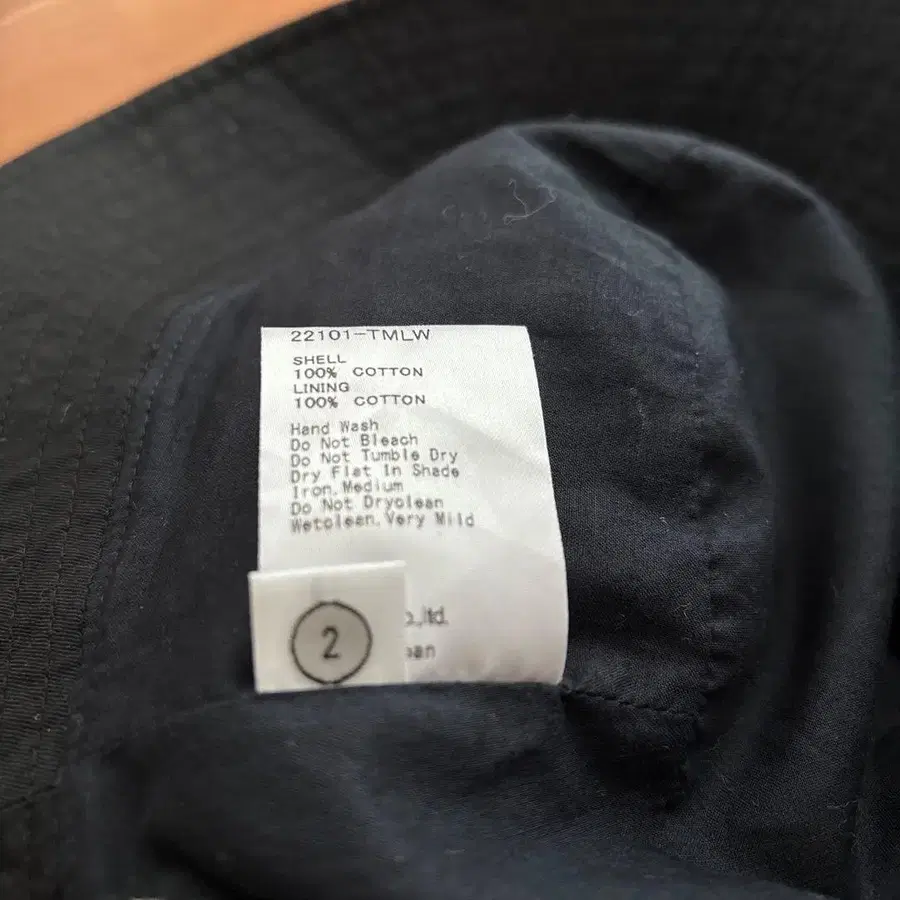 22101-TMLW
SHELL
100% COTTON
LINING
100% COTTON
Hand Wash
Do Not Bleach
Do Not Tumble Dry
Dry Flat In Shade
Iron.Medium
Do Not Dryclean
Wetclean.Very Mild
2